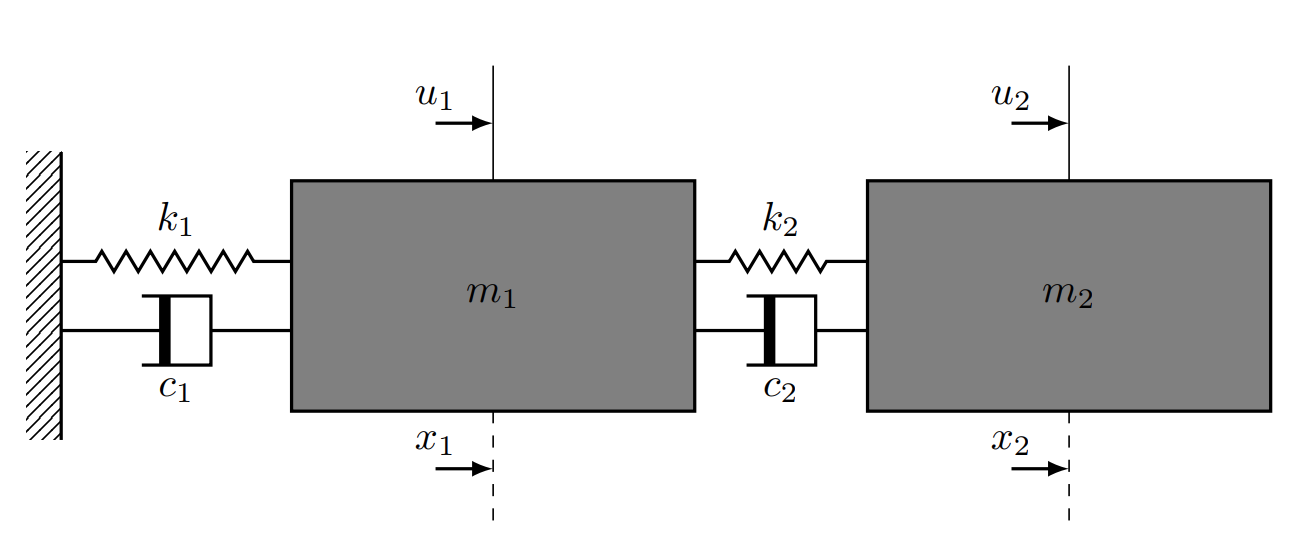 u₁ u₂
k₁ k₂
m₁ m₂
c₁ c₂
x₁ x₂